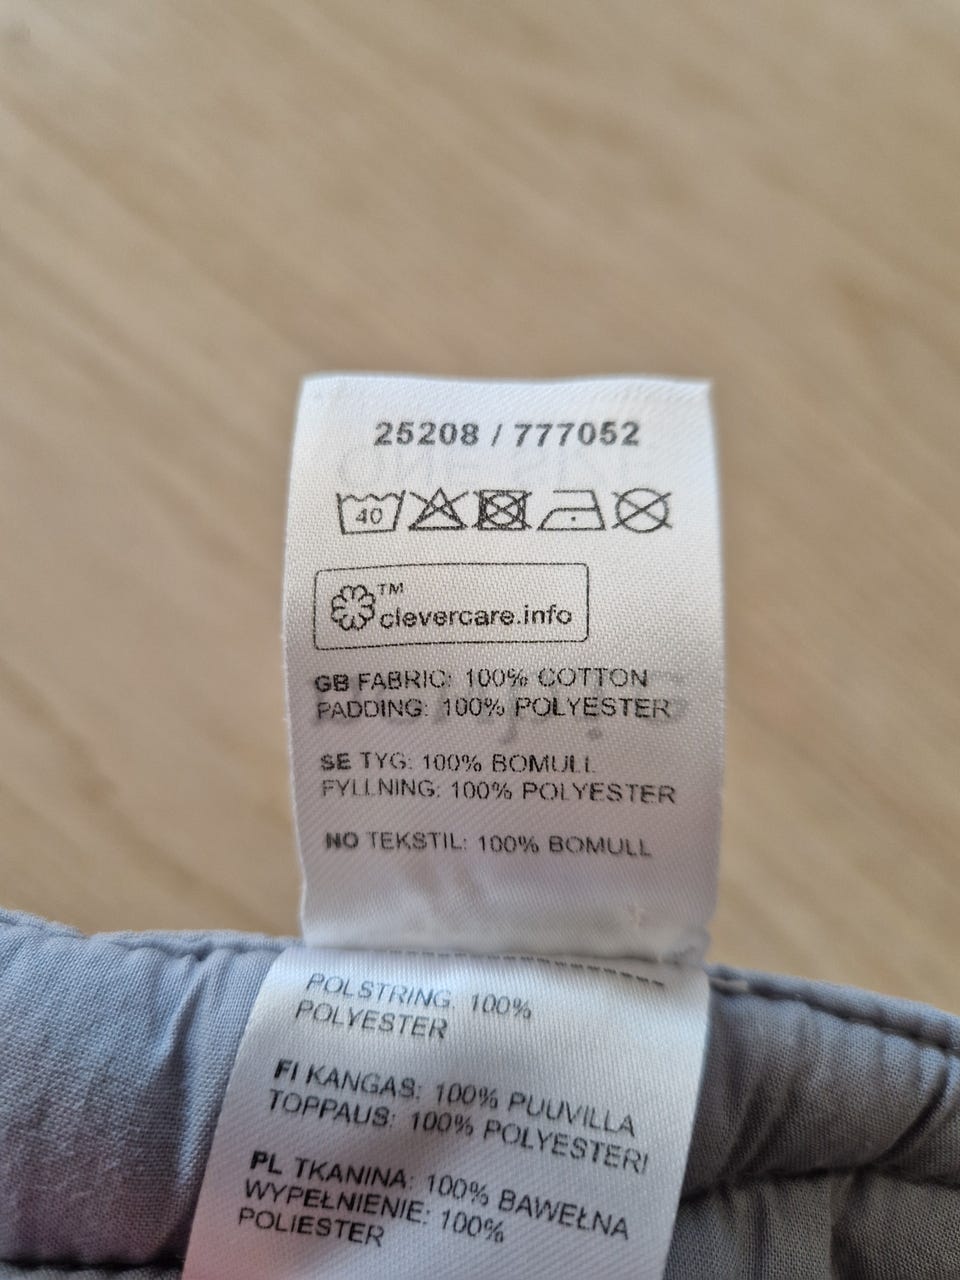 25208 / 777052
40
™
clevercare.info
GB FABRIC: 100% COTTON
PADDING: 100% POLYESTER
SE TYG: 100% BOMULL
FYLLNING: 100% POLYESTER
NO TEKSTIL: 100% BOMULL
POLSTRING: 100%
POLYESTER
FI KANGAS: 100% PUUVILLA
TOPPAUS: 100% POLYESTERI
PL TKANINA: 100% BAWEŁNA
WYPEŁNIENIE: 100%
POLIESTER